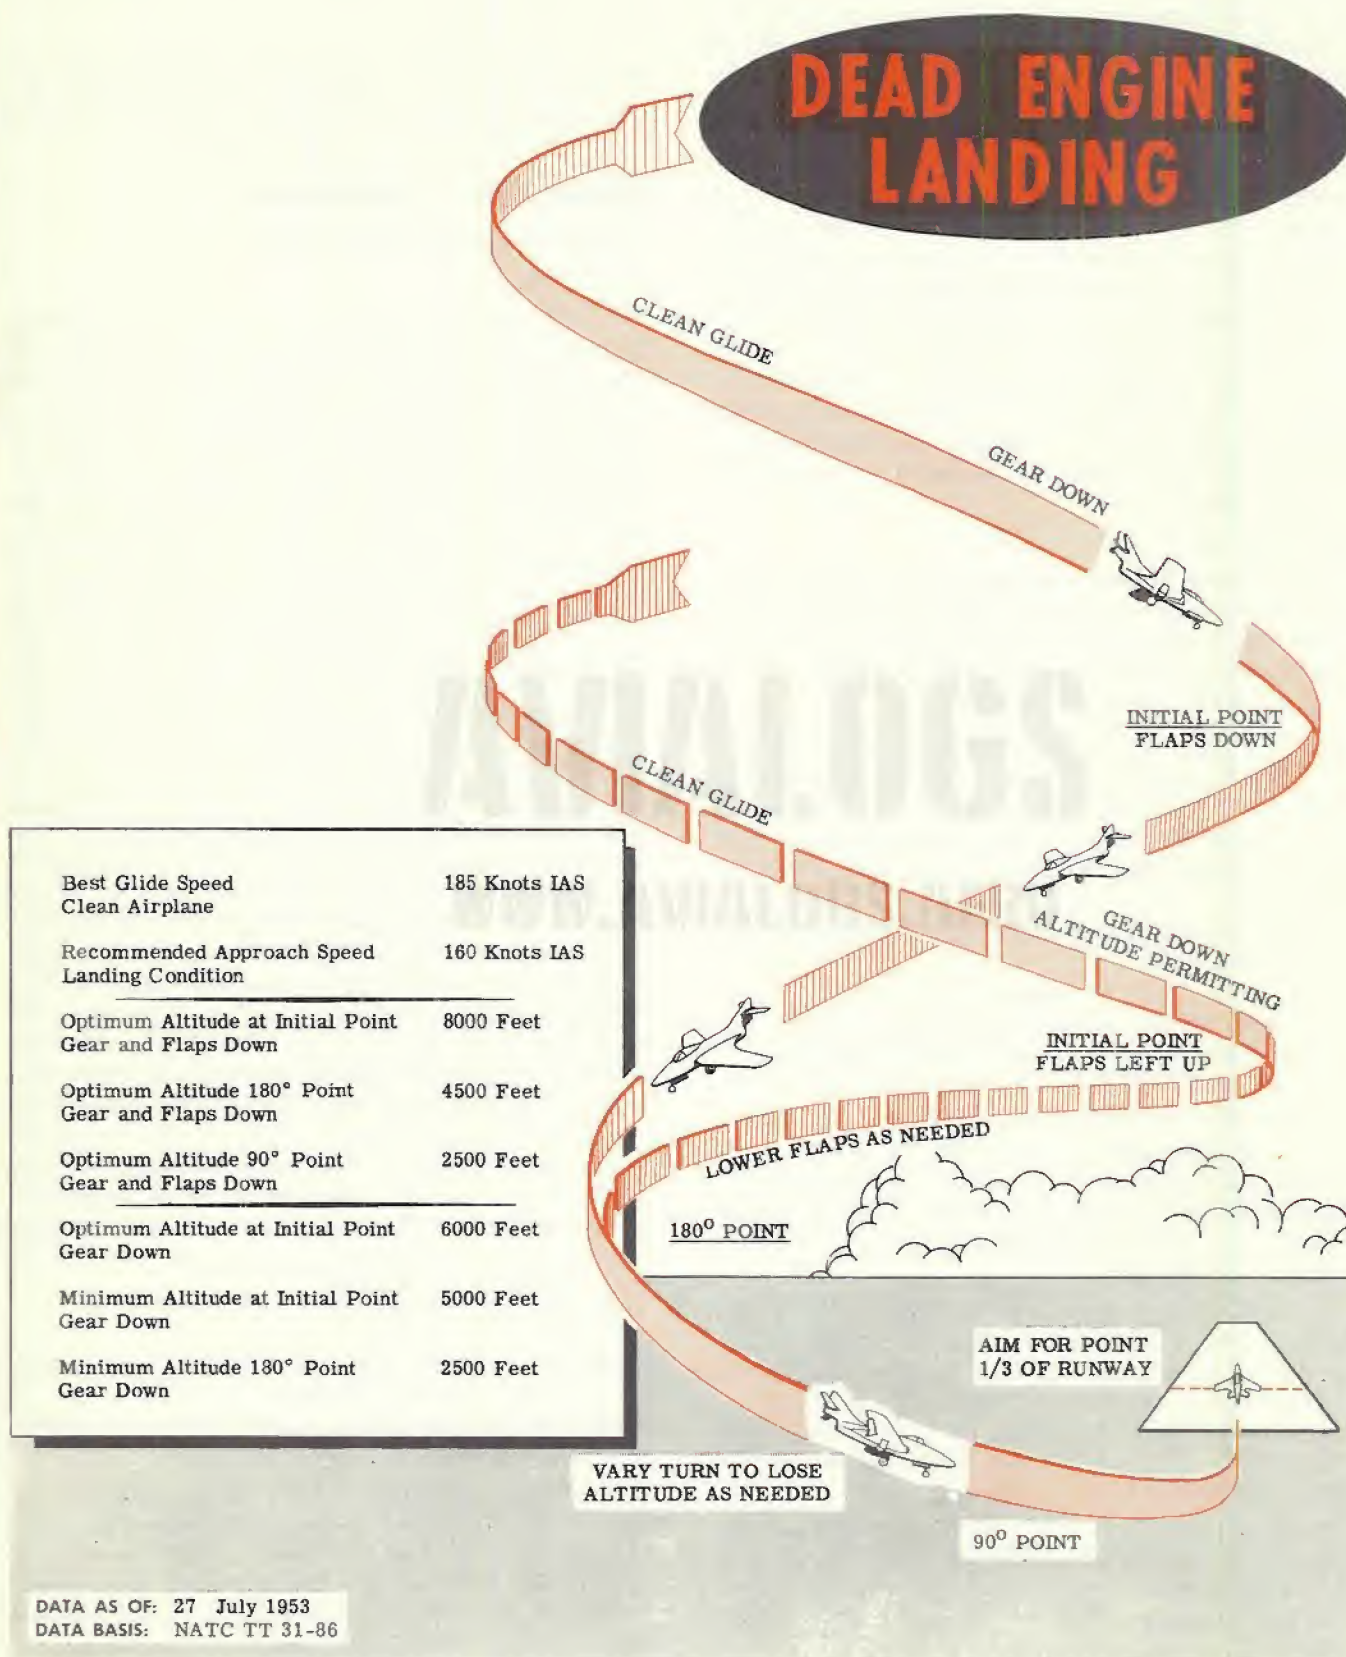 DEAD ENGINE
LANDING
CLEAN GLIDE
GEAR DOWN
INITIAL POINT
FLAPS DOWN
CLEAN GLIDE
GEAR DOWN
ALTITUDE PERMITTING
INITIAL POINT
FLAPS LEFT UP
LOWER FLAPS AS NEEDED
180° POINT
Best Glide Speed 185 Knots IAS
Clean Airplane
Recommended Approach Speed 160 Knots IAS
Landing Condition
Optimum Altitude at Initial Point 8000 Feet
Gear and Flaps Down
Optimum Altitude 180° Point 4500 Feet
Gear and Flaps Down
Optimum Altitude 90° Point 2500 Feet
Gear and Flaps Down
Optimum Altitude at Initial Point 6000 Feet
Gear Down
Minimum Altitude at Initial Point 5000 Feet
Gear Down
Minimum Altitude 180° Point 2500 Feet
Gear Down
AIM FOR POINT
1/3 OF RUNWAY
VARY TURN TO LOSE
ALTITUDE AS NEEDED
90° POINT
DATA AS OF: 27 July 1953
DATA BASIS: NATC TT 31-86
AVIALOGS